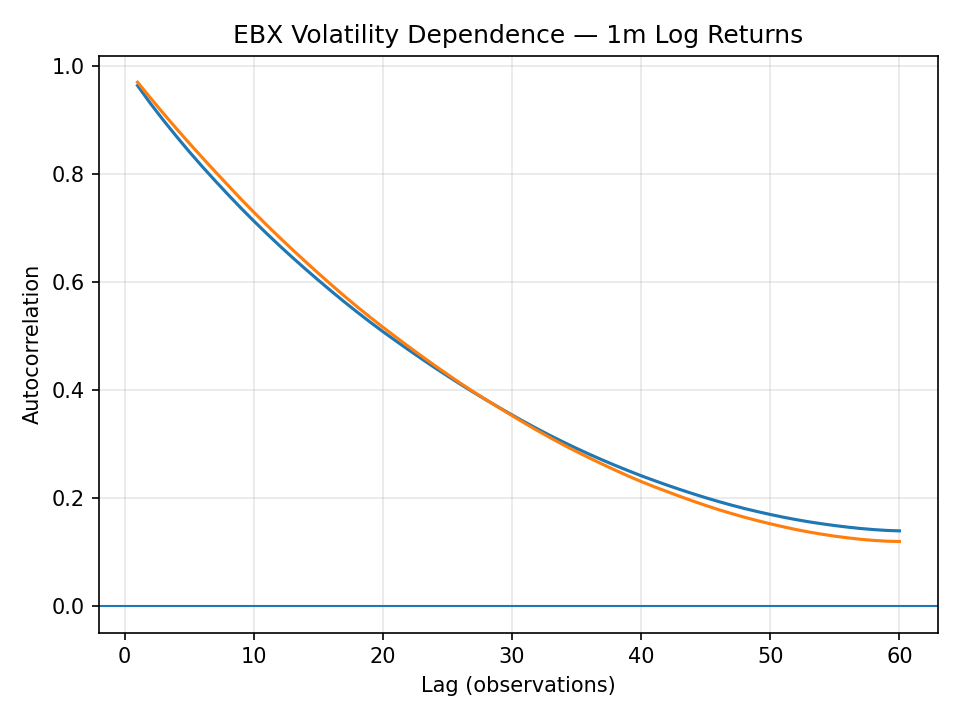 EBX Volatility Dependence — 1m Log Returns
Autocorrelation
1.0
0.8
0.6
0.4
0.2
0.0
0 10 20 30 40 50 60
Lag (observations)